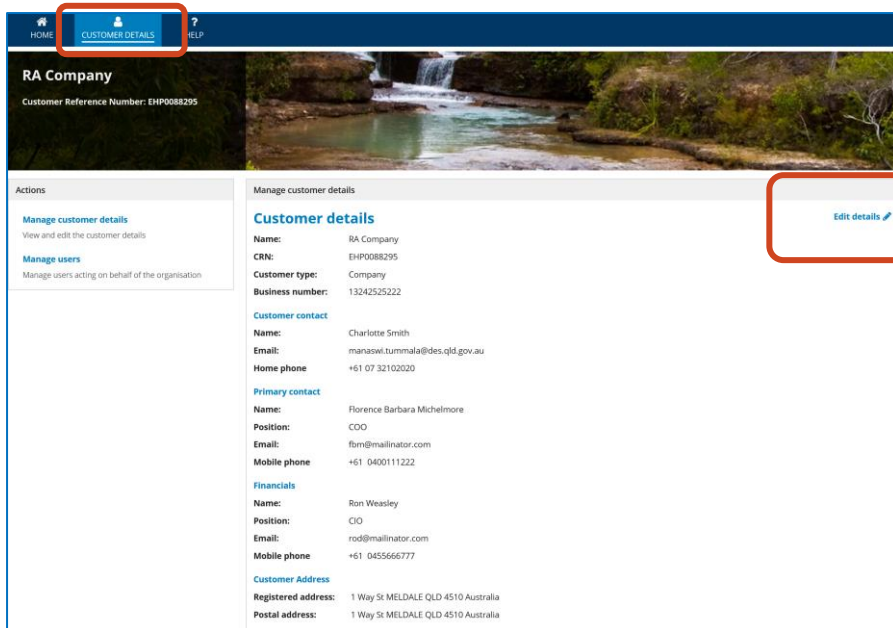 HOME
CUSTOMER DETAILS
HELP
RA Company
Customer Reference Number: EHP0088295
Actions
Manage customer details
View and edit the customer details
Manage users
Manage users acting on behalf of the organisation
Manage customer details
Customer details
Edit details
Name: RA Company
CRN: EHP0088295
Customer type: Company
Business number: 13242525222
Customer contact
Name: Charlotte Smith
Email: manaswi.tummala@des.qld.gov.au
Home phone +61 07 32102020
Primary contact
Name: Florence Barbara Michelmore
Position: COO
Email: fbm@mailinator.com
Mobile phone +61 0400111222
Financials
Name: Ron Weasley
Position: CIO
Email: rod@mailinator.com
Mobile phone +61 0455666777
Customer Address
Registered address: 1 Way St MELDALE QLD 4510 Australia
Postal address: 1 Way St MELDALE QLD 4510 Australia